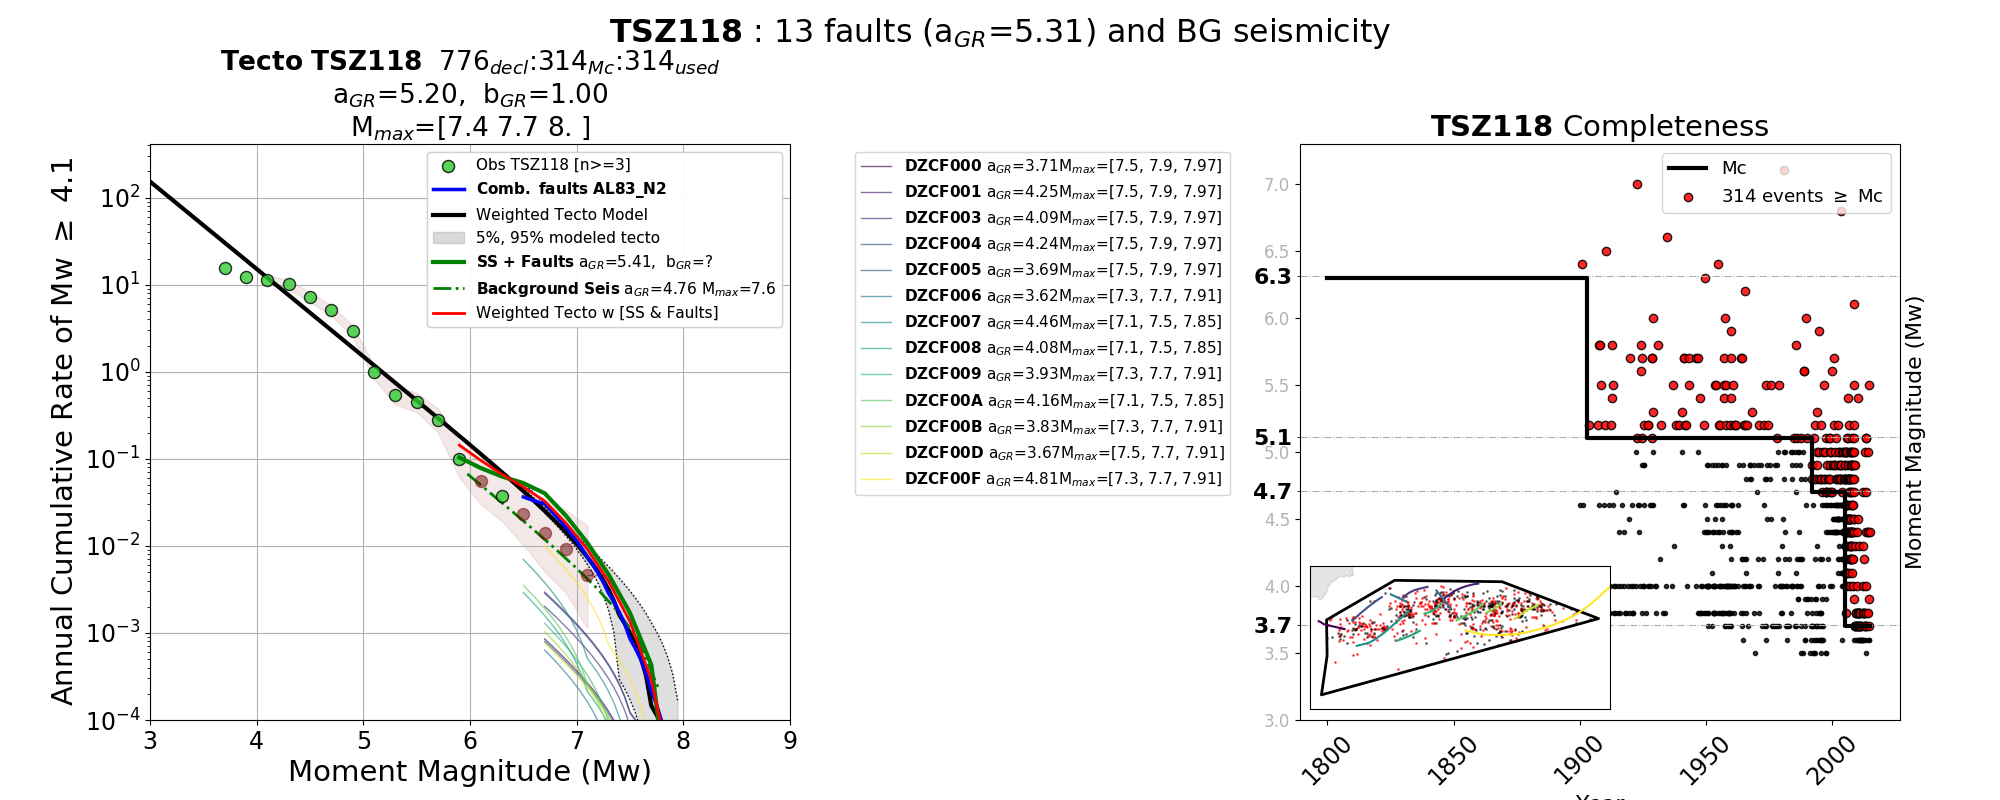 TSZ118 : 13 faults (aGR=5.31) and BG seismicity
Tecto TSZ118 776decl:314Mc:314used
aGR=5.20, bGR=1.00
Mmax=[7.4 7.7 8. ]
Annual Cumulative Rate of Mw ≥ 4.1
10²
10¹
10⁰
10⁻¹
10⁻²
10⁻³
10⁻⁴
3 4 5 6 7 8 9
Moment Magnitude (Mw)
Obs TSZ118 [n>=3]
Comb. faults AL83_N2
Weighted Tecto Model
5%, 95% modeled tecto
SS + Faults aGR=5.41, bGR=?
Background Seis aGR=4.76 Mmax=7.6
Weighted Tecto w [SS & Faults]
DZCF000 aGR=3.71Mmax=[7.5, 7.9, 7.97]
DZCF001 aGR=4.25Mmax=[7.5, 7.9, 7.97]
DZCF003 aGR=4.09Mmax=[7.5, 7.9, 7.97]
DZCF004 aGR=4.24Mmax=[7.5, 7.9, 7.97]
DZCF005 aGR=3.69Mmax=[7.5, 7.9, 7.97]
DZCF006 aGR=3.62Mmax=[7.3, 7.7, 7.91]
DZCF007 aGR=4.46Mmax=[7.1, 7.5, 7.85]
DZCF008 aGR=4.08Mmax=[7.1, 7.5, 7.85]
DZCF009 aGR=3.93Mmax=[7.3, 7.7, 7.91]
DZCF00A aGR=4.16Mmax=[7.1, 7.5, 7.85]
DZCF00B aGR=3.83Mmax=[7.3, 7.7, 7.91]
DZCF00D aGR=3.67Mmax=[7.5, 7.7, 7.91]
DZCF00F aGR=4.81Mmax=[7.3, 7.7, 7.91]
TSZ118 Completeness
Mc
314 events ≥ Mc
7.0
6.5
6.3
6.0
5.5
5.1
5.0
4.7
4.5
4.0
3.7
3.5
3.0
1800 1850 1900 1950 2000
Moment Magnitude (Mw)